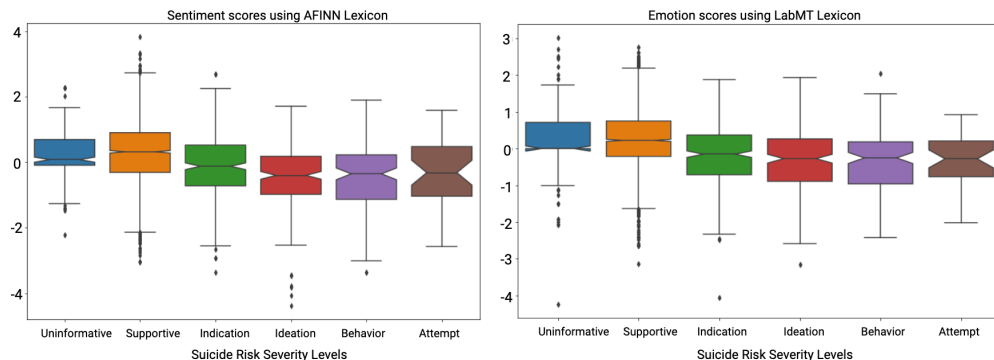 Sentiment scores using AFINN Lexicon
4
2
0
-2
-4
Uninformative Supportive Indication Ideation Behavior Attempt
Suicide Risk Severity Levels
Emotion scores using LabMT Lexicon
3
2
1
0
-1
-2
-3
-4
Uninformative Supportive Indication Ideation Behavior Attempt
Suicide Risk Severity Levels